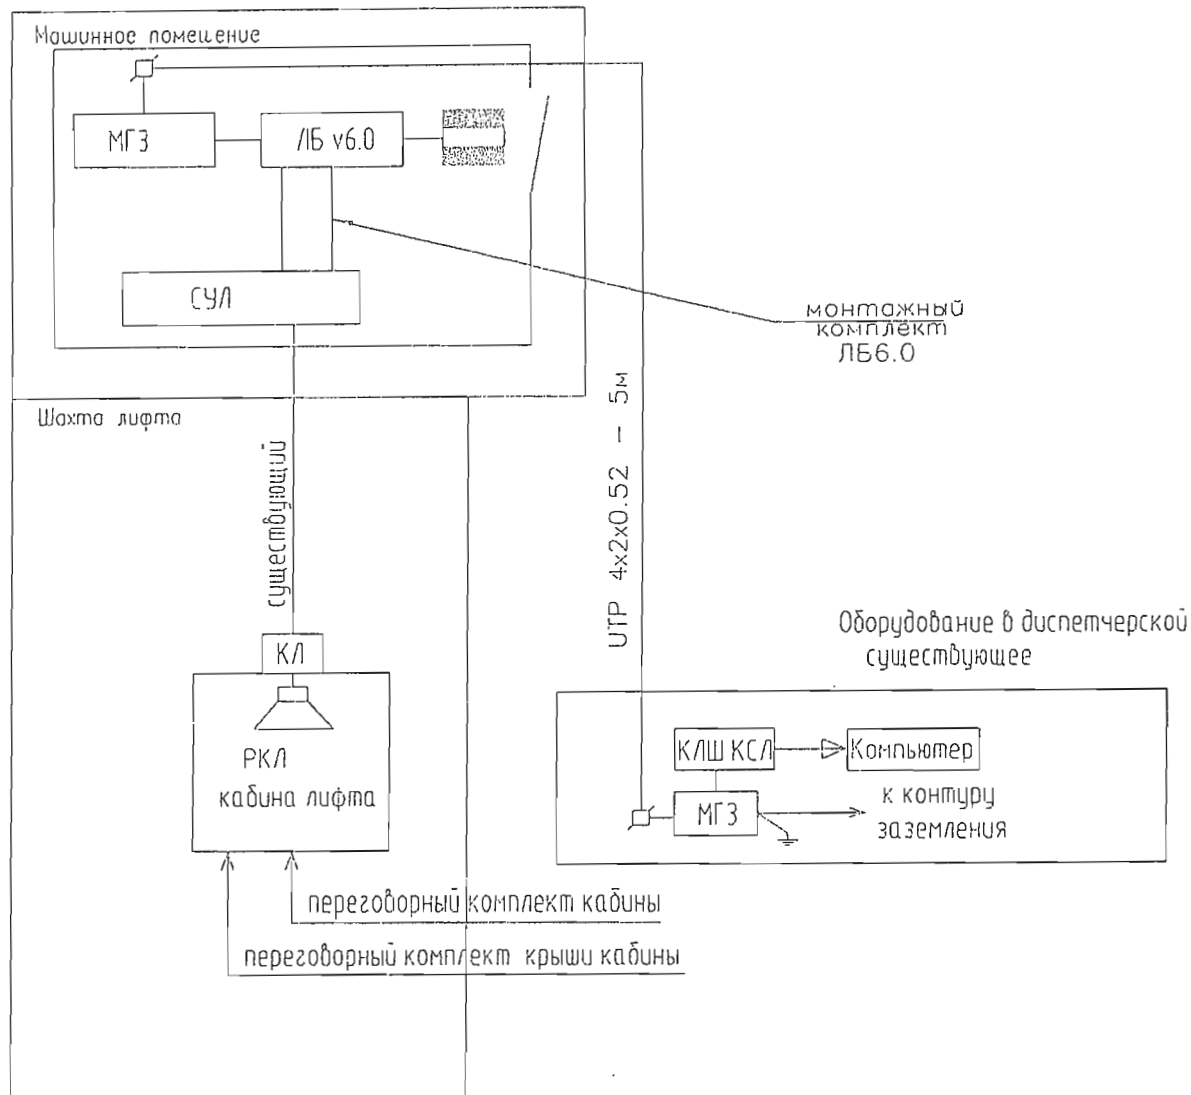 Машинное помещение
МГЗ
ЛБ v6.0
СУЛ
монтажный
комплект
ЛБ6.0
Шахта лифта
существующий
UTP 4x2x0.52 – 5м
КЛ
РКЛ
кабина лифта
Оборудование в диспетчерской
существующее
КЛШ КСЛ
Компьютер
МГЗ
к контуру
заземления
переговорный комплект кабины
переговорный комплект крыши кабины